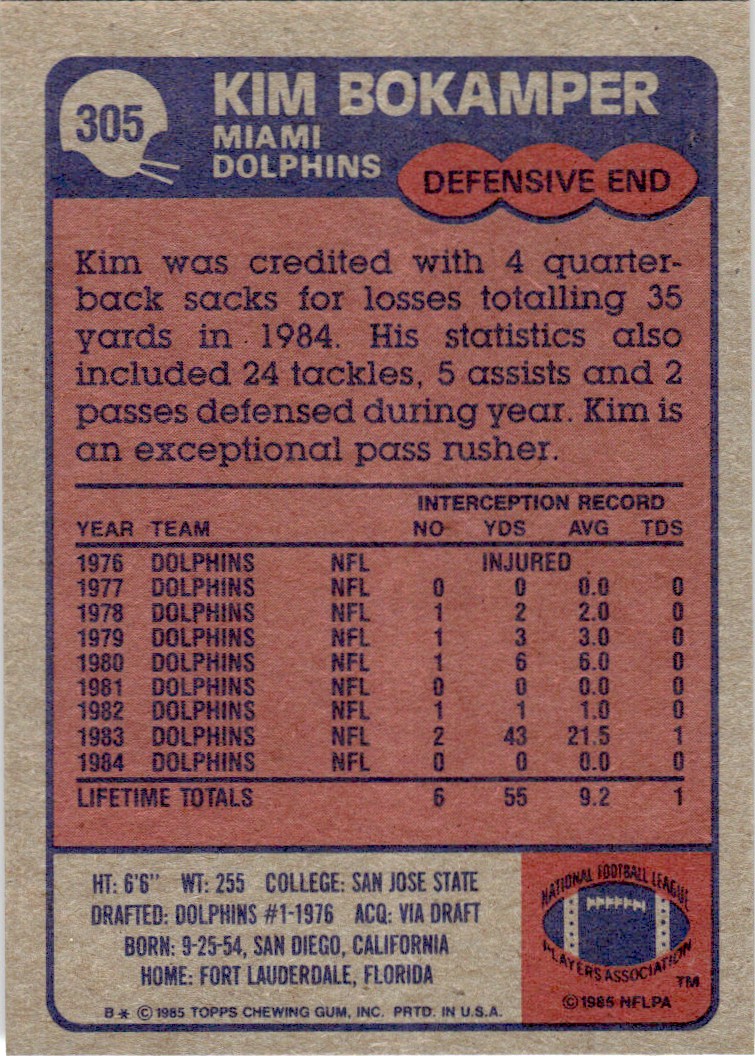 305
KIM BOKAMPER
MIAMI
DOLPHINS
DEFENSIVE END
Kim was credited with 4 quarter-
back sacks for losses totalling 35
yards in 1984. His statistics also
included 24 tackles, 5 assists and 2
passes defensed during year. Kim is
an exceptional pass rusher.
INTERCEPTION RECORD
YEAR TEAM NO YDS AVG TDS
1976 DOLPHINS NFL INJURED
1977 DOLPHINS NFL 0 0 0.0 0
1978 DOLPHINS NFL 1 2 2.0 0
1979 DOLPHINS NFL 1 3 3.0 0
1980 DOLPHINS NFL 1 6 6.0 0
1981 DOLPHINS NFL 0 0 0.0 0
1982 DOLPHINS NFL 1 1 1.0 0
1983 DOLPHINS NFL 2 43 21.5 1
1984 DOLPHINS NFL 0 0 0.0 0
LIFETIME TOTALS 6 55 9.2 1
HT: 6'6" WT: 255 COLLEGE: SAN JOSE STATE
DRAFTED: DOLPHINS #1-1976 ACQ: VIA DRAFT
BORN: 9-25-54, SAN DIEGO, CALIFORNIA
HOME: FORT LAUDERDALE, FLORIDA
B* © 1985 TOPPS CHEWING GUM, INC. PRTD. IN U.S.A.
NATIONAL FOOTBALL LEAGUE
PLAYERS ASSOCIATION
TM
© 1985 NFLPA